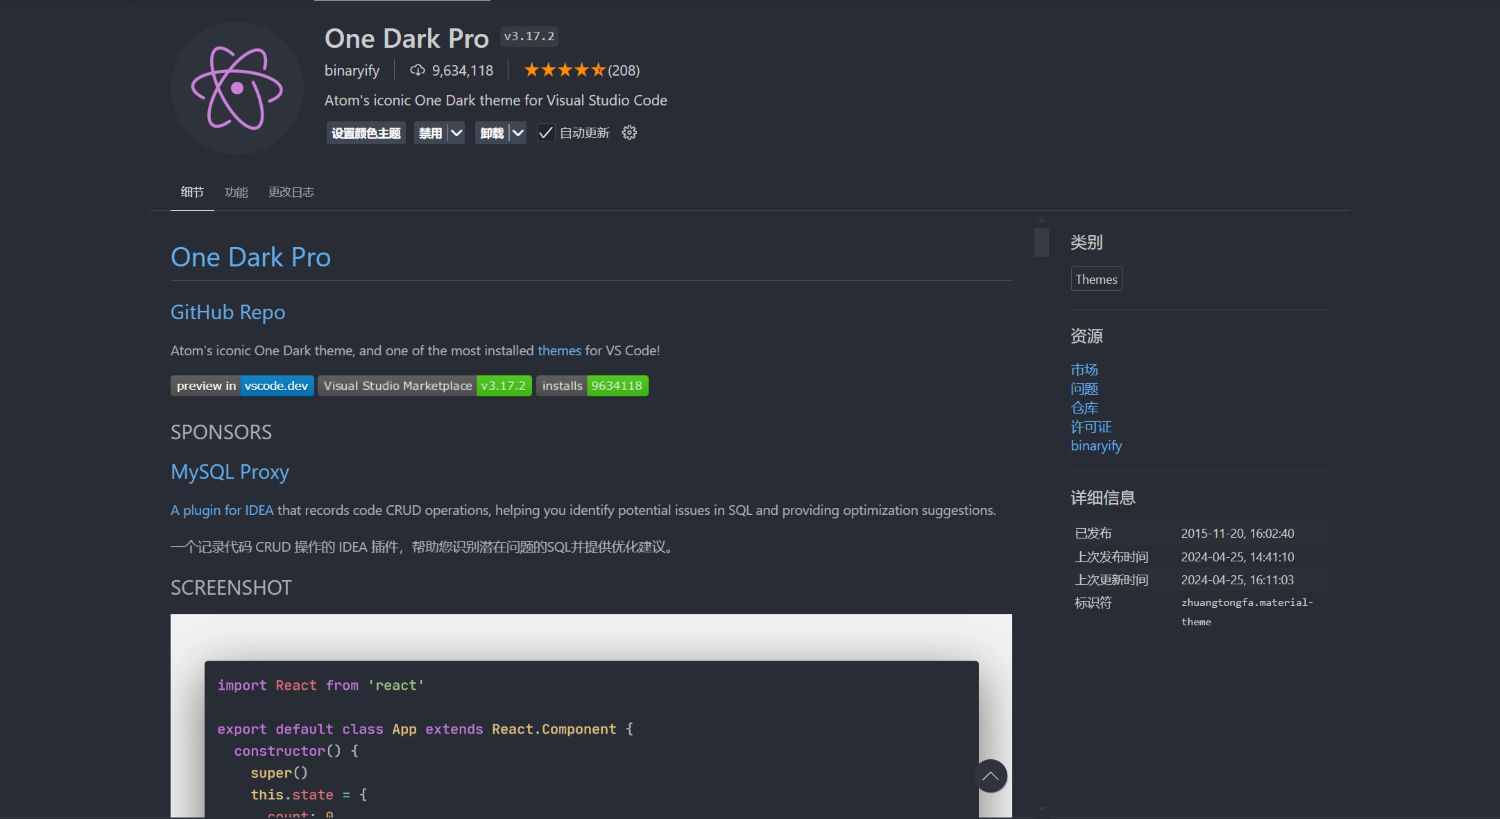 One Dark Pro v3.17.2
binaryify 9,634,118 (208)
Atom's iconic One Dark theme for Visual Studio Code
设置颜色主题 禁用 卸载 自动更新
细节 功能 更改日志
One Dark Pro
GitHub Repo
Atom's iconic One Dark theme, and one of the most installed themes for VS Code!
preview in vscode.dev Visual Studio Marketplace v3.17.2 installs 9634118
SPONSORS
MySQL Proxy
A plugin for IDEA that records code CRUD operations, helping you identify potential issues in SQL and providing optimization suggestions.
一个记录代码 CRUD 操作的 IDEA 插件，帮助您识别潜在问题的SQL并提供优化建议。
SCREENSHOT
import React from 'react'
export default class App extends React.Component {
constructor() {
super()
this.state = {
count: 0
类别
Themes
资源
市场
问题
仓库
许可证
binaryify
详细信息
已发布 2015-11-20, 16:02:40
上次发布时间 2024-04-25, 14:41:10
上次更新时间 2024-04-25, 16:11:03
标识符 zhuangtongfa.material-
theme